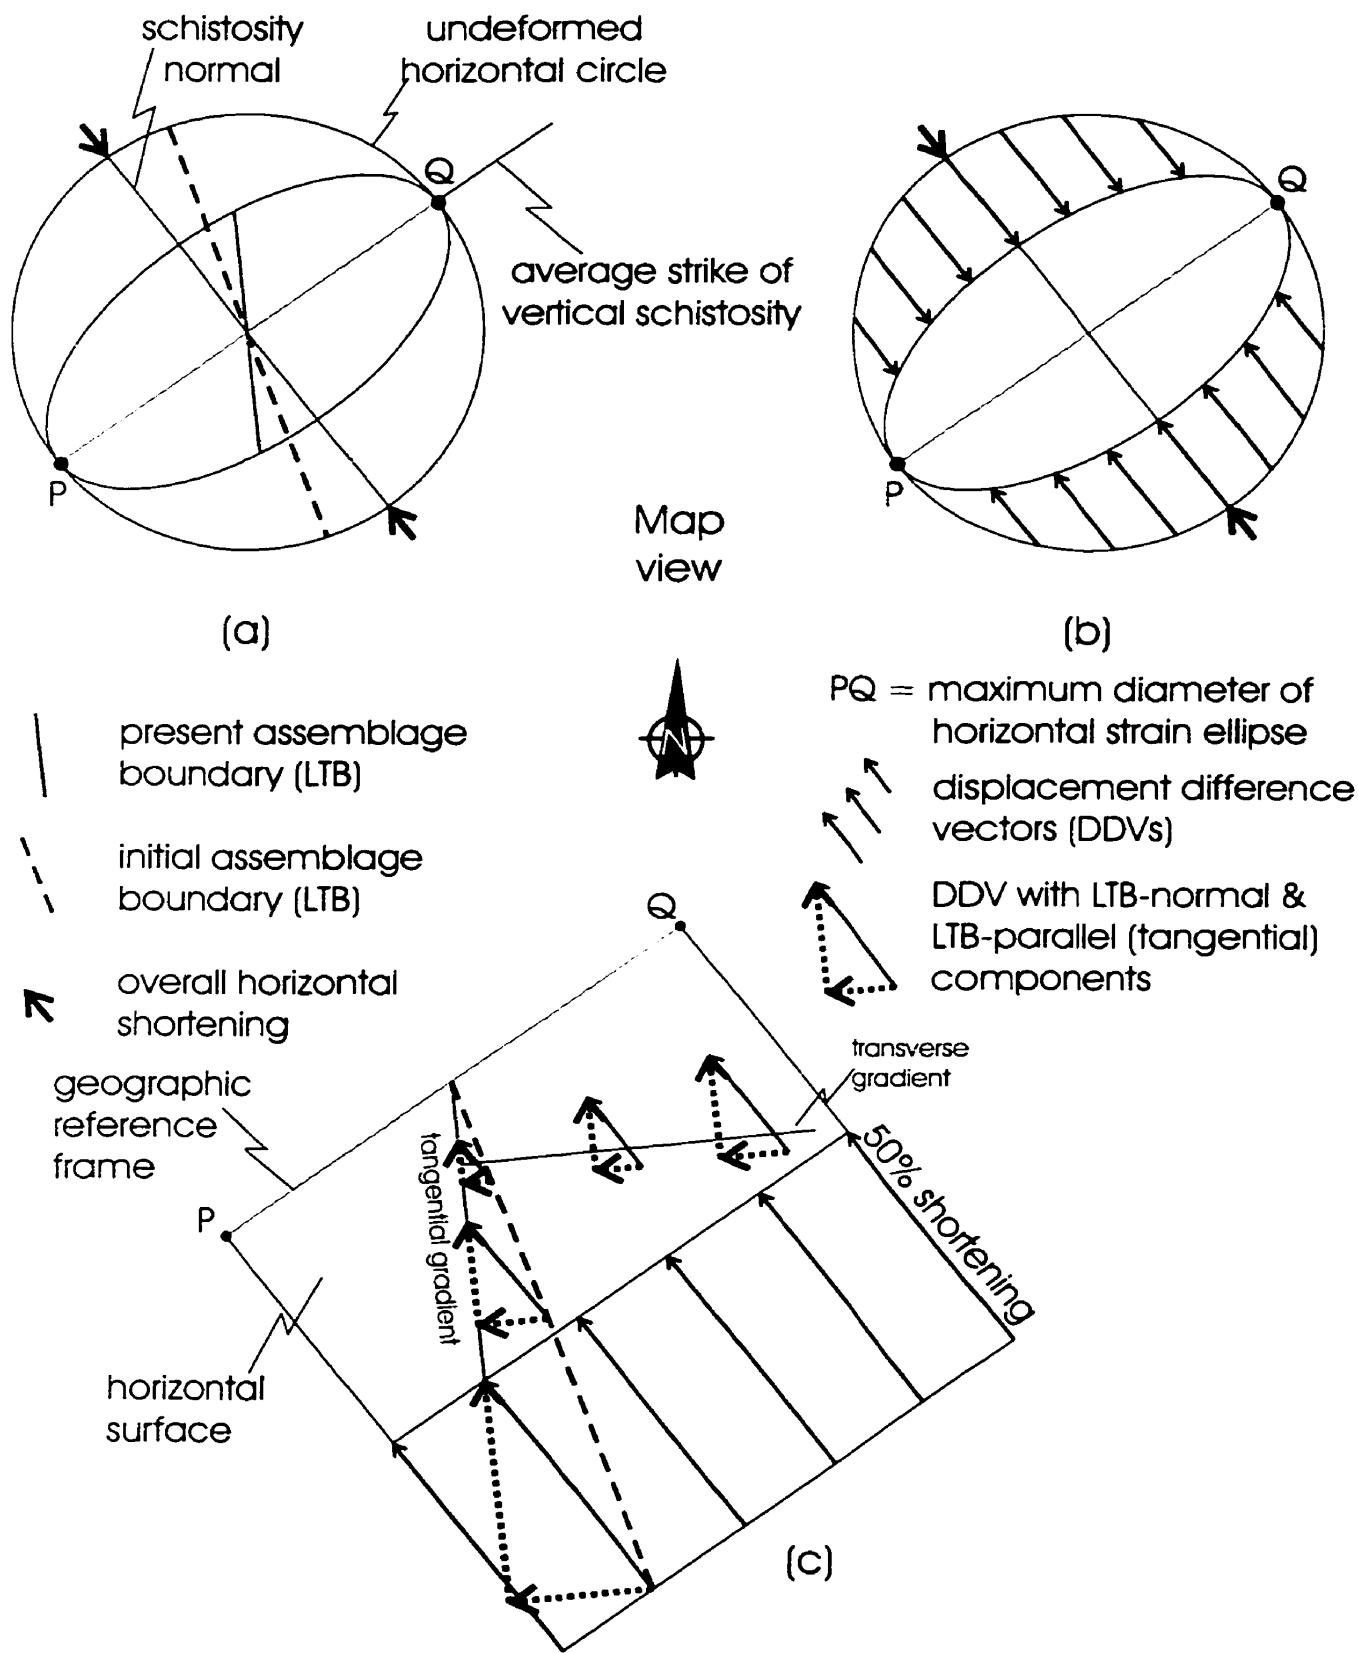 schistosity
normal
undeformed
horizontal circle
Q
average strike of
vertical schistosity
P
(a)
Q
P
(b)
Map
view
N
present assemblage
boundary (LTB)
initial assemblage
boundary (LTB)
overall horizontal
shortening
PQ = maximum diameter of
horizontal strain ellipse
displacement difference
vectors (DDVs)
DDV with LTB-normal &
LTB-parallel (tangential)
components
geographic
reference
frame
Q
P
transverse
gradient
tangential gradient
50% shortening
horizontal
surface
(c)